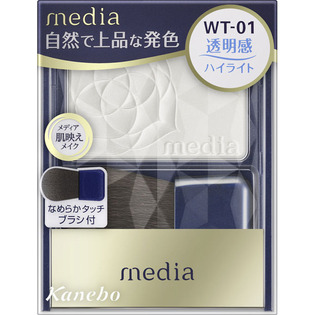 media
自然で上品な発色
WT-01
透明感
ハイライト
media
メディア
肌映え
メイク
なめらかタッチ
ブラシ付
media
Kanebo